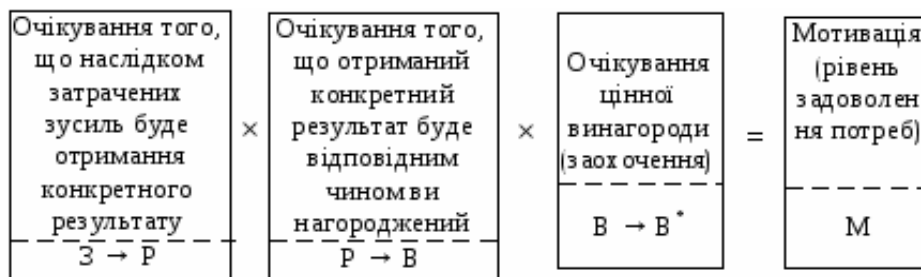 Очікування того,
що наслідком
затрачених
зусиль буде
отримання
конкретного
результату
З → Р
×
Очікування того,
що отриманий
конкретний
результат буде
відповідним
чином ви
нагороджений
Р → В
×
Очікування
цінної
винагороди
(заохочення)
В → В*
=
Мотивація
(рівень
задоволен
ня потреб)
М